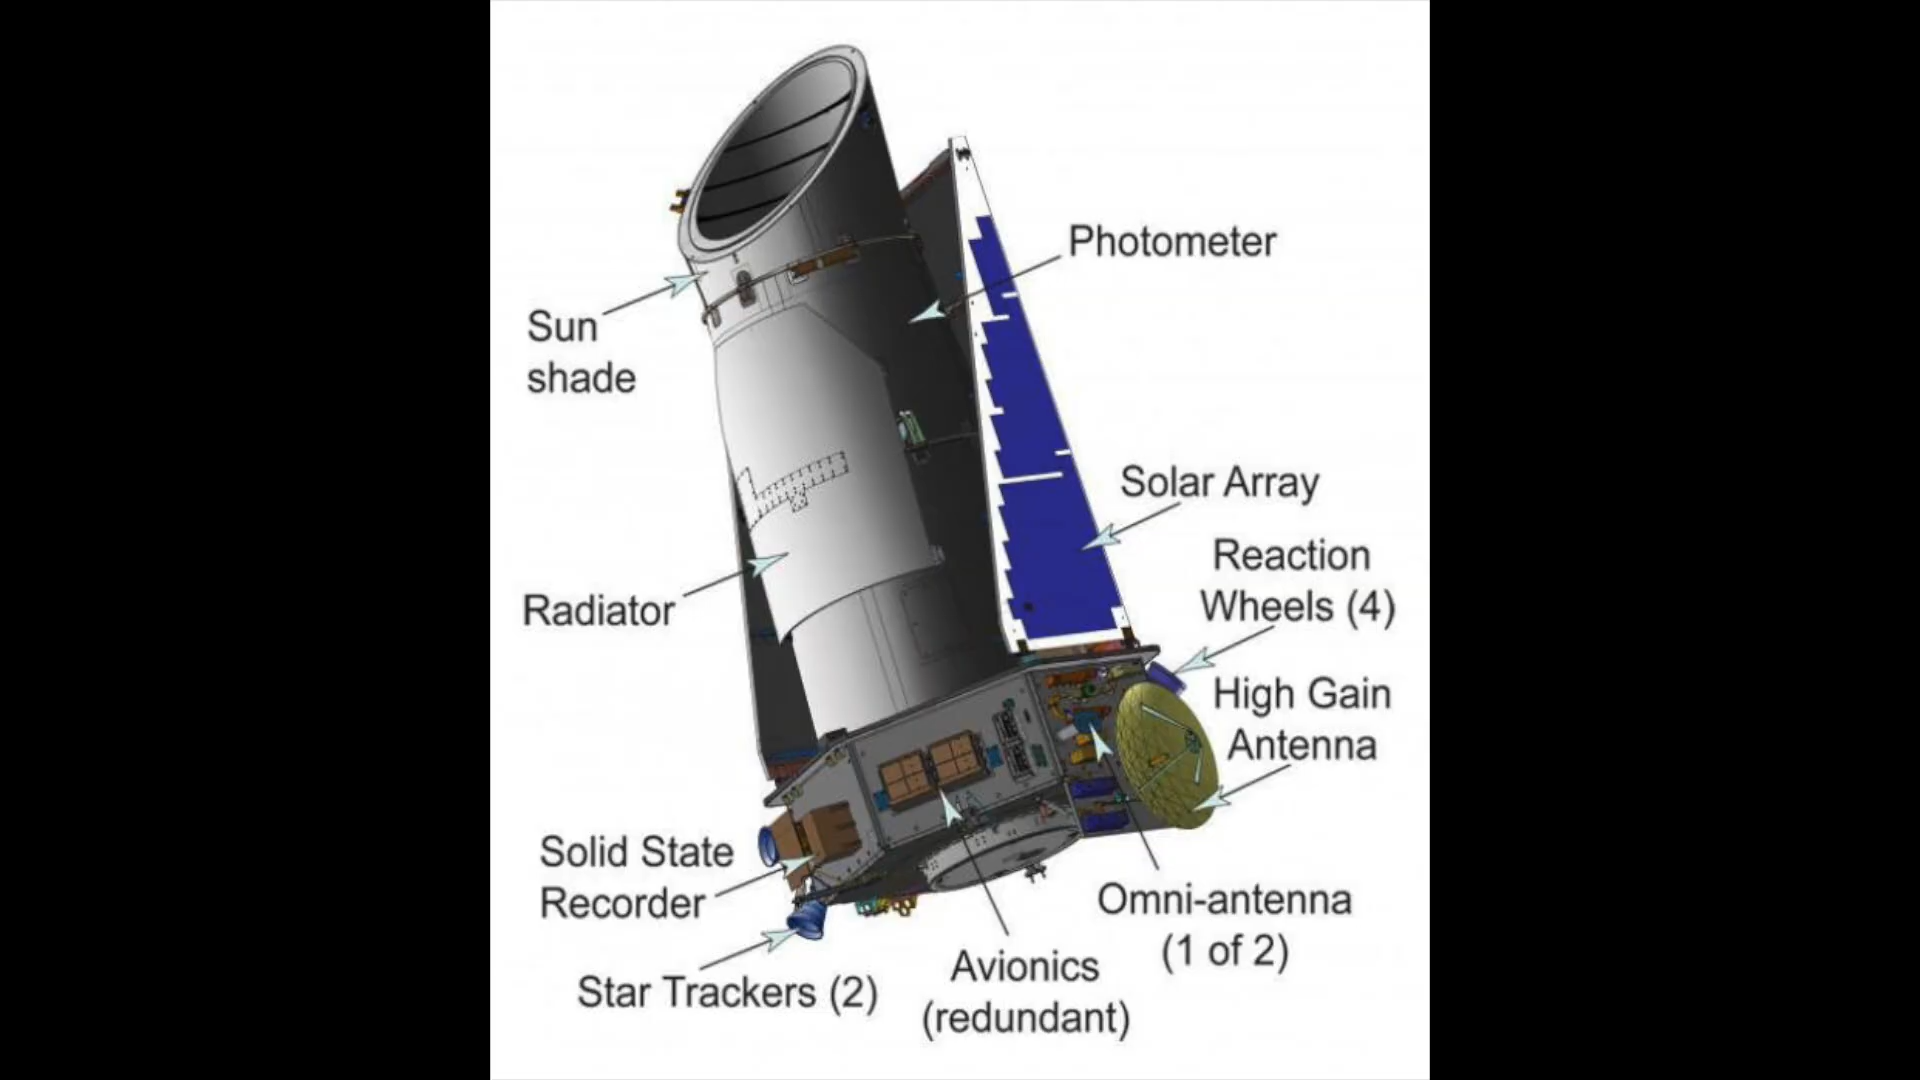 Photometer
Sun
shade
Solar Array
Reaction
Wheels (4)
Radiator
High Gain
Antenna
Solid State
Recorder
Omni-antenna
(1 of 2)
Avionics
(redundant)
Star Trackers (2)